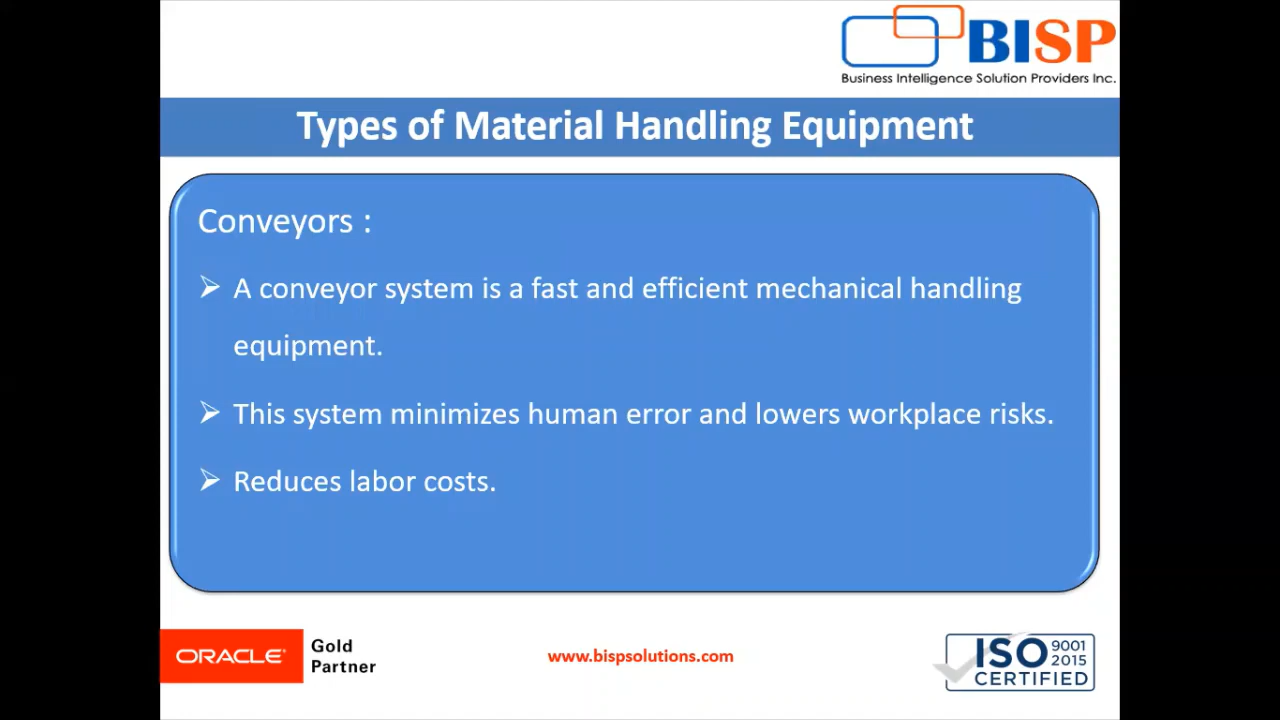 BISP
Business Intelligence Solution Providers Inc.
Types of Material Handling Equipment
Conveyors :
A conveyor system is a fast and efficient mechanical handling
equipment.
This system minimizes human error and lowers workplace risks.
Reduces labor costs.
ORACLE®
Gold
Partner
www.bispsolutions.com
ISO 9001
2015
CERTIFIED